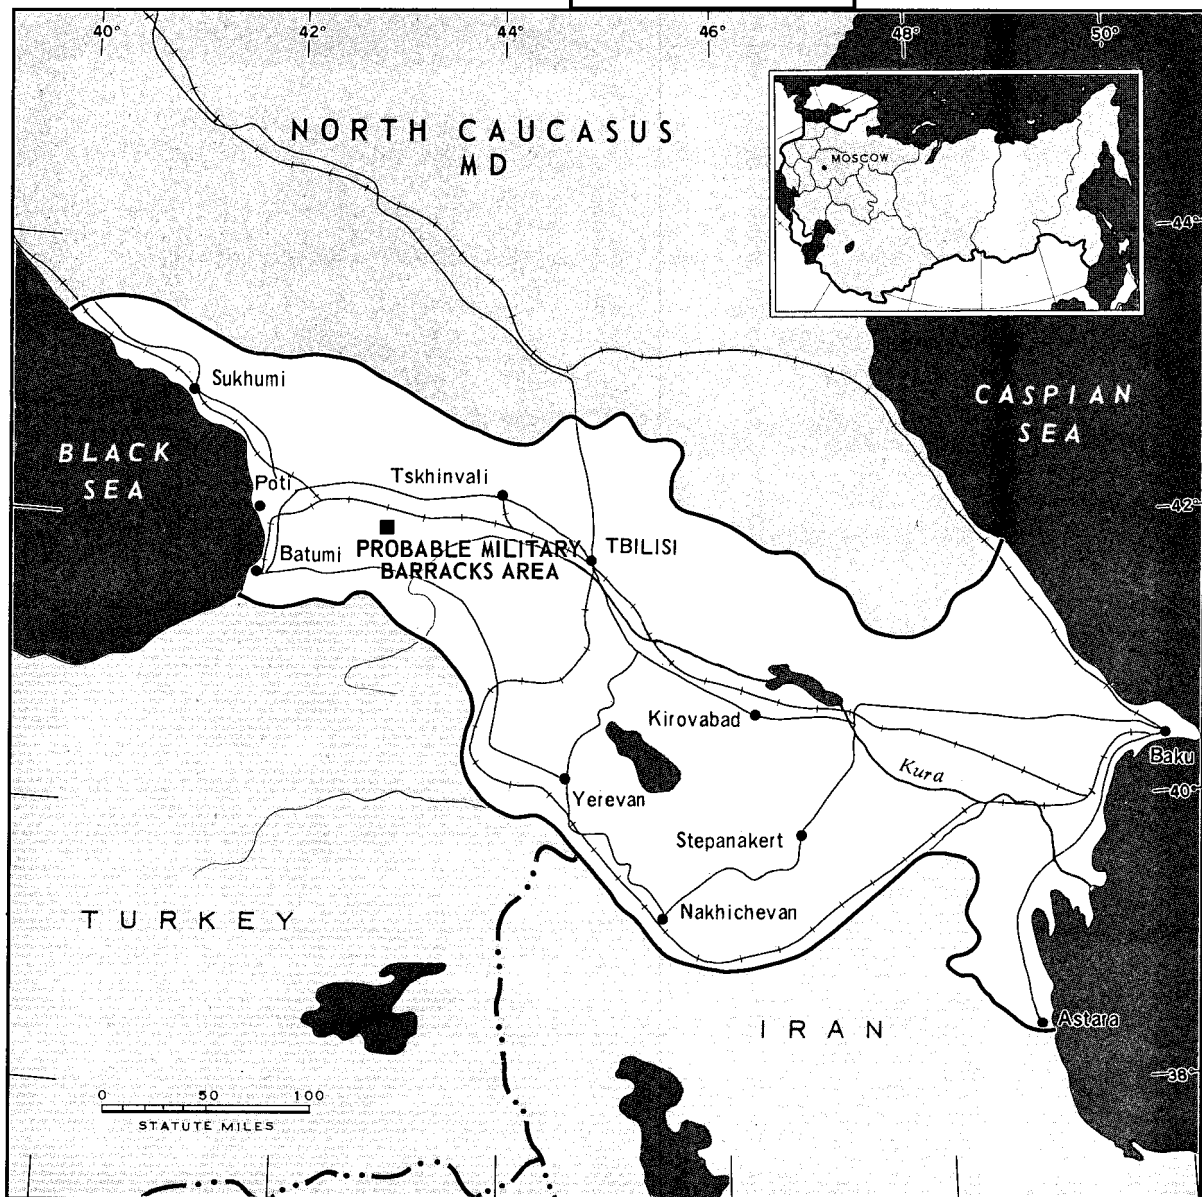 40°
42°
44°
46°
48°
50°
NORTH CAUCASUS
MD
MOSCOW
44°
Sukhumi
CASPIAN
SEA
BLACK
SEA
Tskhinvali
Poti
42°
Batumi
PROBABLE MILITARY
BARRACKS AREA
TBILISI
Kirovabad
Baku
Kura
40°
Yerevan
Stepanakert
Nakhichevan
TURKEY
IRAN
Astara
38°
0 50 100
STATUTE MILES